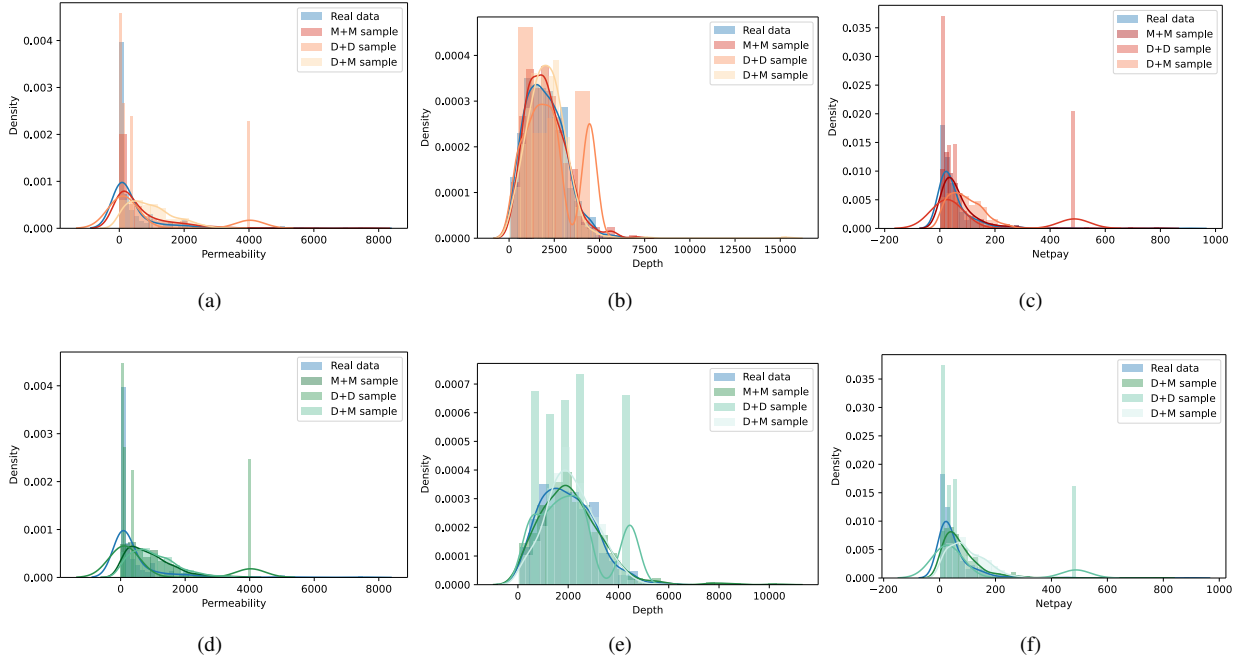 Density
0.004
0.003
0.002
0.001
0.000
0 2000 4000 6000 8000
Permeability
Real data
M+M sample
D+D sample
D+M sample
(a)
Density
0.0004
0.0003
0.0002
0.0001
0.0000
0 2500 5000 7500 10000 12500 15000
Depth
Real data
M+M sample
D+D sample
D+M sample
(b)
Density
0.035
0.030
0.025
0.020
0.015
0.010
0.005
0.000
−200 0 200 400 600 800 1000
Netpay
Real data
M+M sample
D+D sample
D+M sample
(c)
Density
0.004
0.003
0.002
0.001
0.000
0 2000 4000 6000 8000
Permeability
Real data
M+M sample
D+D sample
D+M sample
(d)
Density
0.0007
0.0006
0.0005
0.0004
0.0003
0.0002
0.0001
0.0000
0 2000 4000 6000 8000 10000
Depth
Real data
M+M sample
D+D sample
D+M sample
(e)
Density
0.035
0.030
0.025
0.020
0.015
0.010
0.005
0.000
−200 0 200 400 600 800 1000
Netpay
Real data
D+M sample
D+D sample
D+M sample
(f)